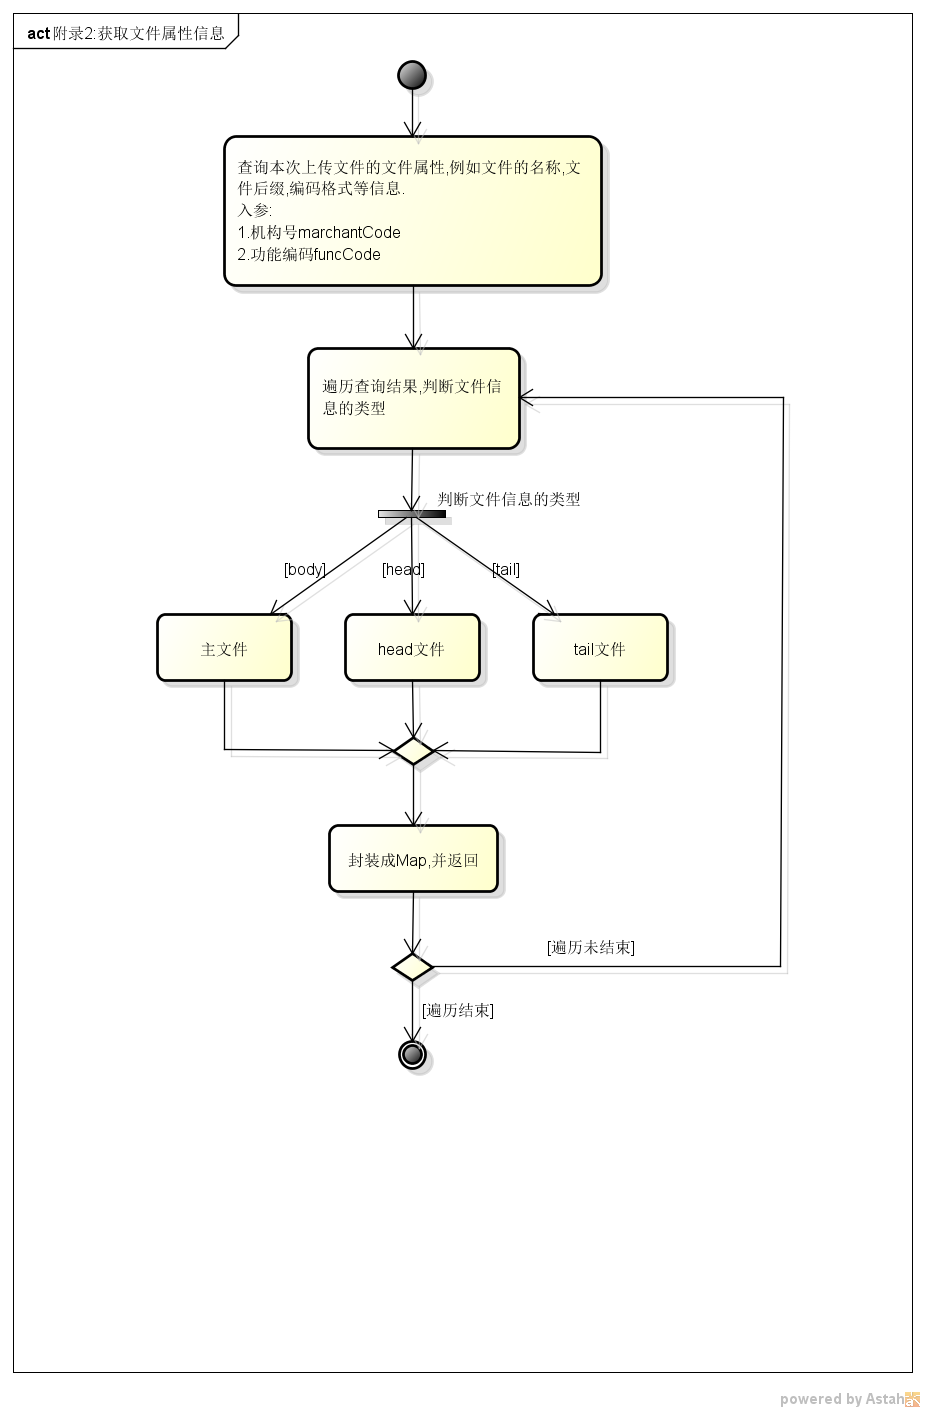 act 附录2:获取文件属性信息
查询本次上传文件的文件属性,例如文件的名称,文
件后缀,编码格式等信息.
入参:
1.机构号marchantCode
2.功能编码funcCode
遍历查询结果,判断文件信
息的类型
判断文件信息的类型
[body]
[head]
[tail]
主文件
head文件
tail文件
封装成Map,并返回
[遍历未结束]
[遍历结束]
powered by Astah